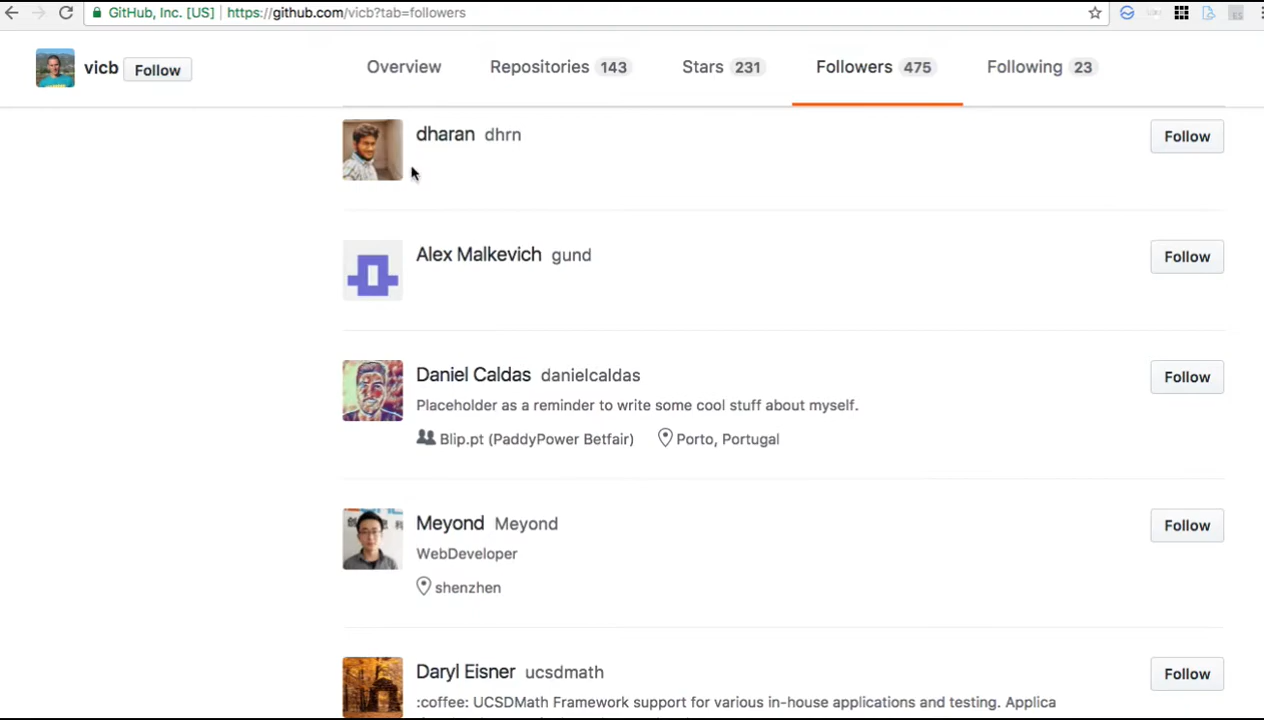 GitHub, Inc. [US] | https://github.com/vicb?tab=followers
vicb Follow Overview Repositories 143 Stars 231 Followers 475 Following 23
dharan dhrn Follow
Alex Malkevich gund Follow
Daniel Caldas danielcaldas Follow
Placeholder as a reminder to write some cool stuff about myself.
Blip.pt (PaddyPower Betfair) Porto, Portugal
Meyond Meyond Follow
WebDeveloper
shenzhen
Daryl Eisner ucsdmath Follow
:coffee: UCSDMath Framework support for various in-house applications and testing. Applica